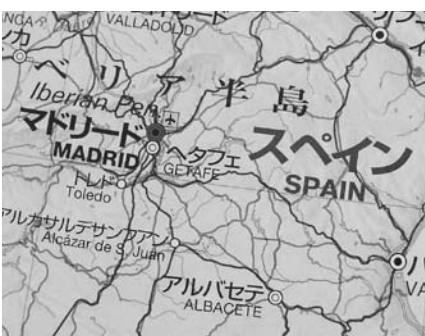 VALLADOLID
ベリア半島
Iberian Pen
マドリード
MADRID
ヘタフェ
GETAFE
スペイン
SPAIN
トレド
Toledo
アルカサルデサンフアン
Alcázar de S. Juan
アルバセテ
ALBACETE
VA